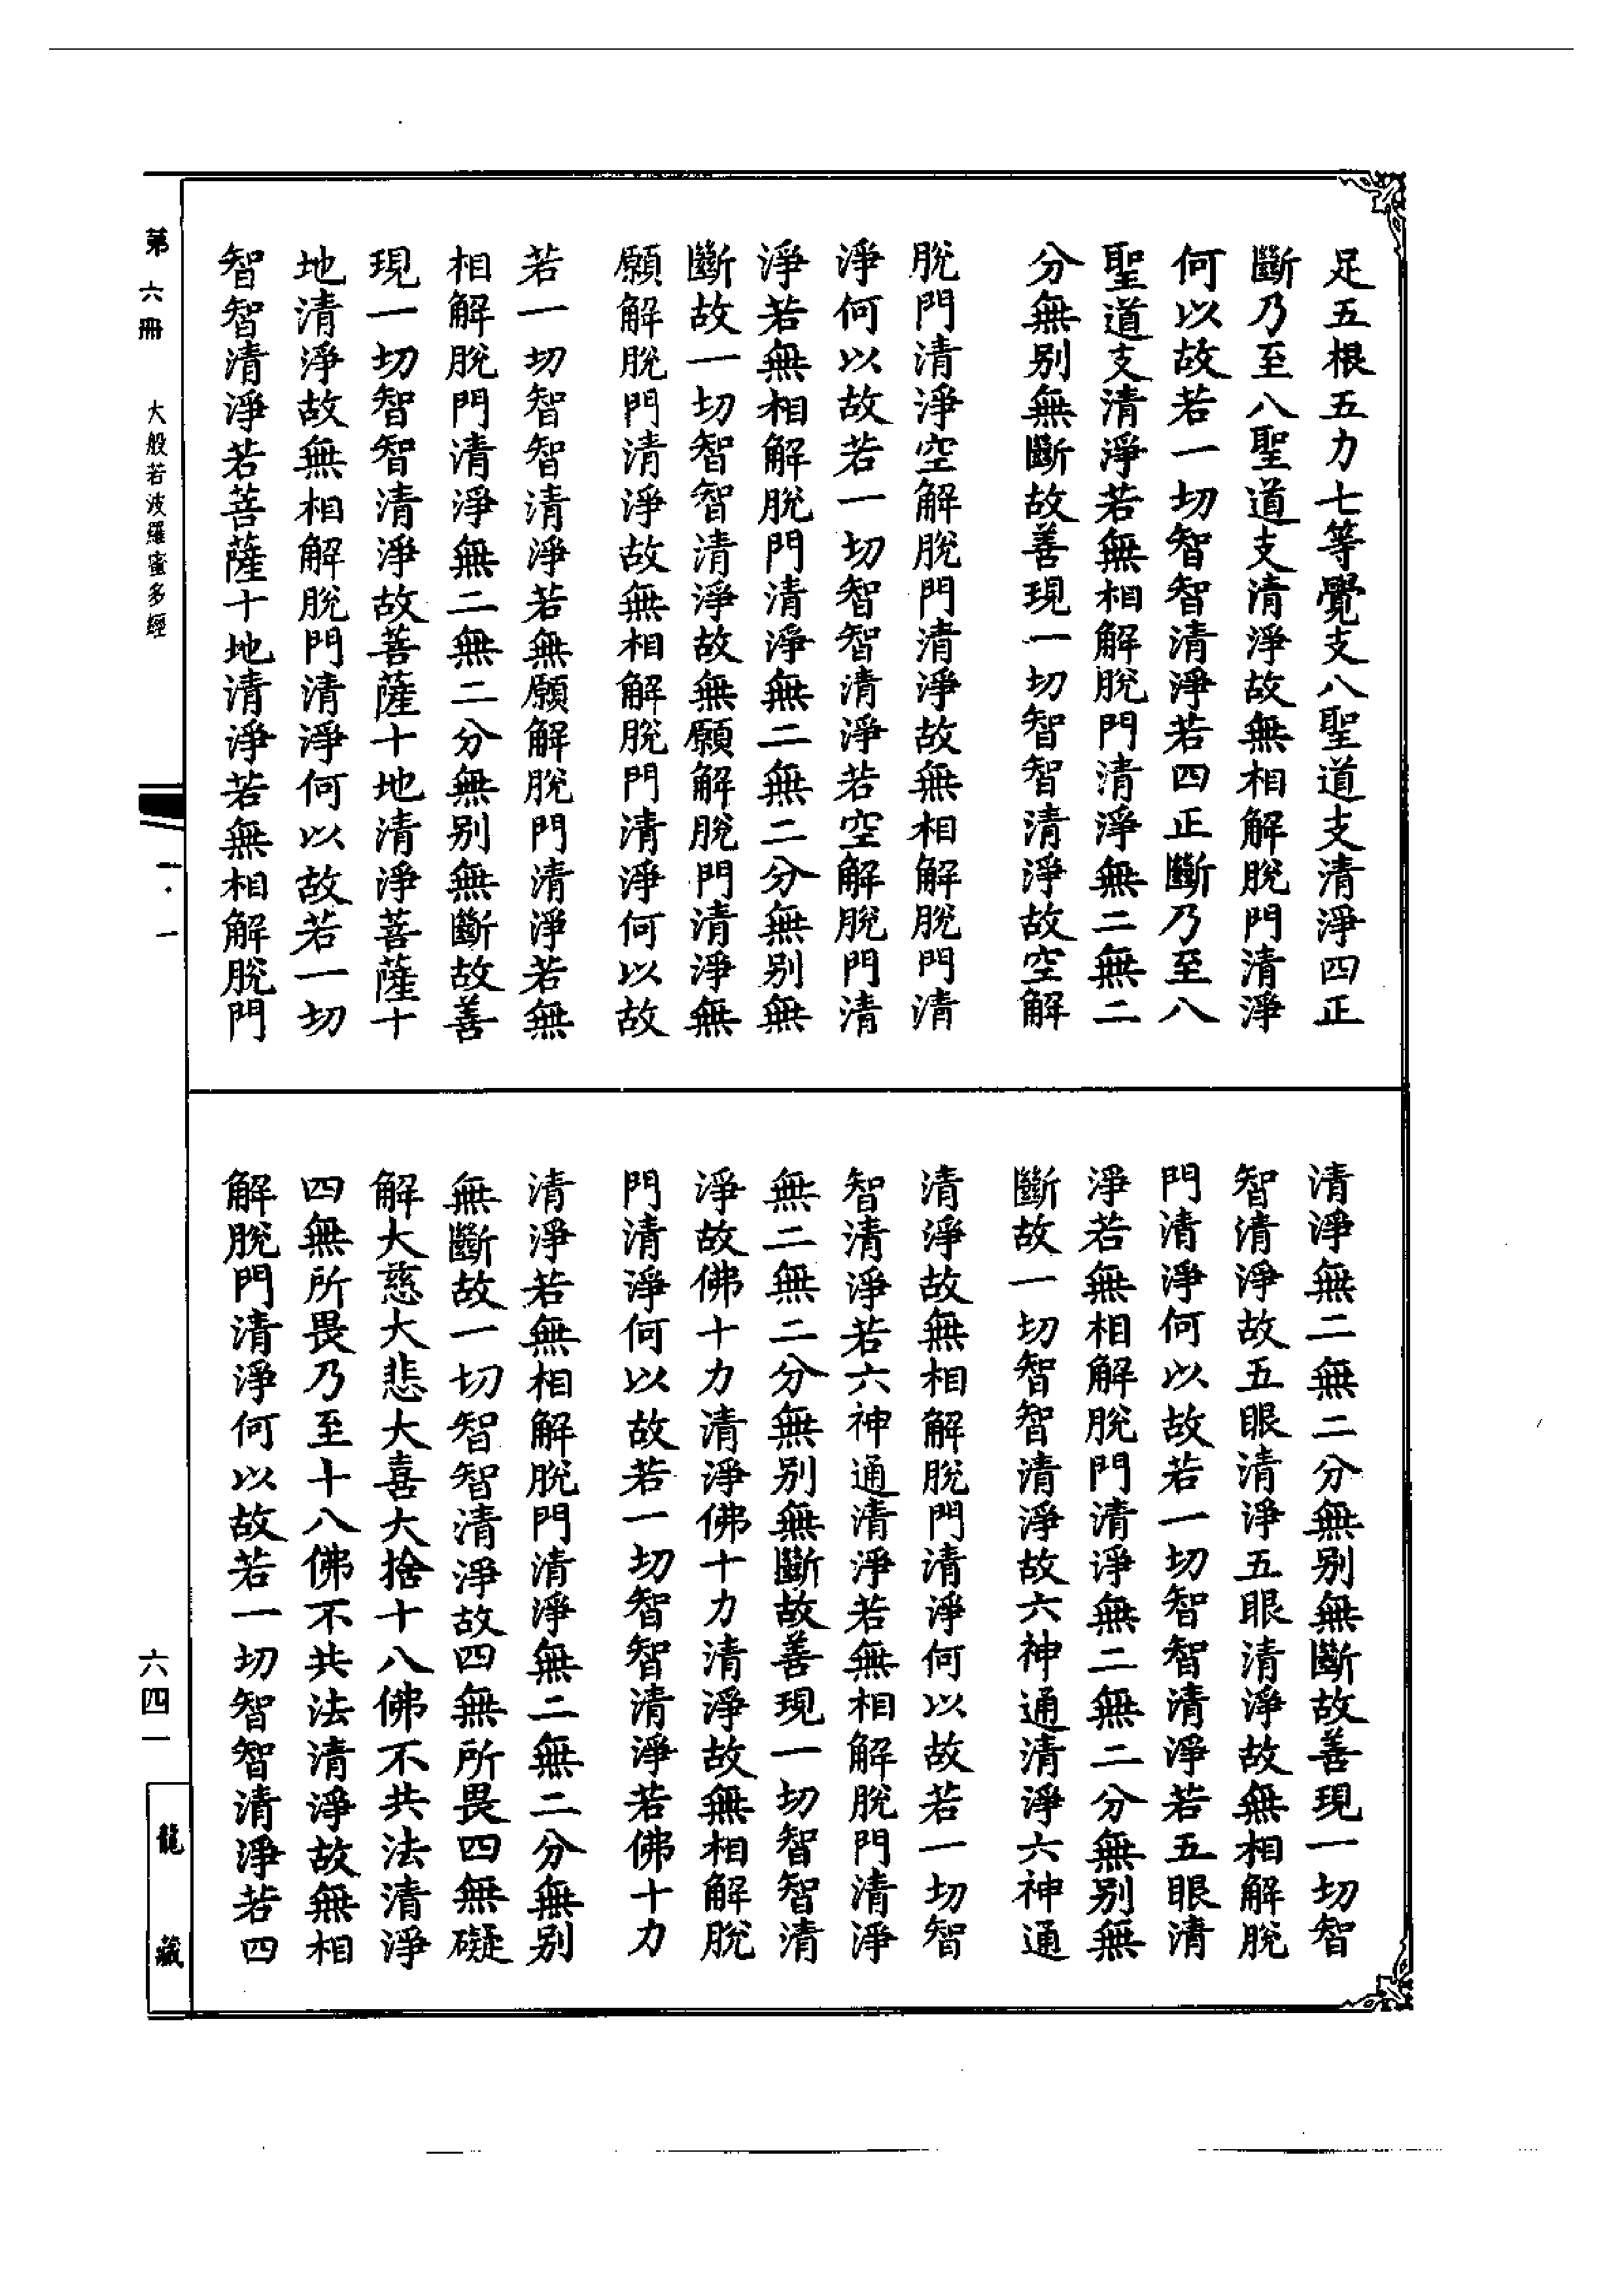 足五根五力七等覺支八聖道支清淨四正
斷乃至八聖道支清淨故無相解脫門清淨
何以故若一切智智清淨若四正斷乃至八
聖道支清淨若無相解脫門清淨無二無二
分無別無斷故善現一切智智清淨故空解
脫門清淨空解脫門清淨故無相解脫門清
淨何以故若一切智智清淨若空解脫門清
淨若無相解脫門清淨無二無二分無別無
斷故一切智智清淨故無願解脫門清淨無
願解脫門清淨故無相解脫門清淨何以故
若一切智智清淨若無願解脫門清淨若無
相解脫門清淨無二無二分無別無斷故善
現一切智智清淨故菩薩十地清淨菩薩十
地清淨故無相解脫門清淨何以故若一切
智智清淨若菩薩十地清淨若無相解脫門
清淨無二無二分無別無斷故善現一切智
智清淨故五眼清淨五眼清淨故無相解脫
門清淨何以故若一切智智清淨若五眼清
淨若無相解脫門清淨無二無二分無別無
斷故一切智智清淨故六神通清淨六神通
清淨故無相解脫門清淨何以故若一切智
智清淨若六神通清淨若無相解脫門清淨
無二無二分無別無斷故善現一切智智清
淨故佛十力清淨佛十力清淨故無相解脫
門清淨何以故若一切智智清淨若佛十力
清淨若無相解脫門清淨無二無二分無別
無斷故一切智智清淨故四無所畏四無礙
解大慈大悲大喜大捨十八佛不共法清淨
四無所畏乃至十八佛不共法清淨故無相
解脫門清淨何以故若一切智智清淨若四
第六冊 大般若波羅蜜多經
一·一
六四一
龍藏